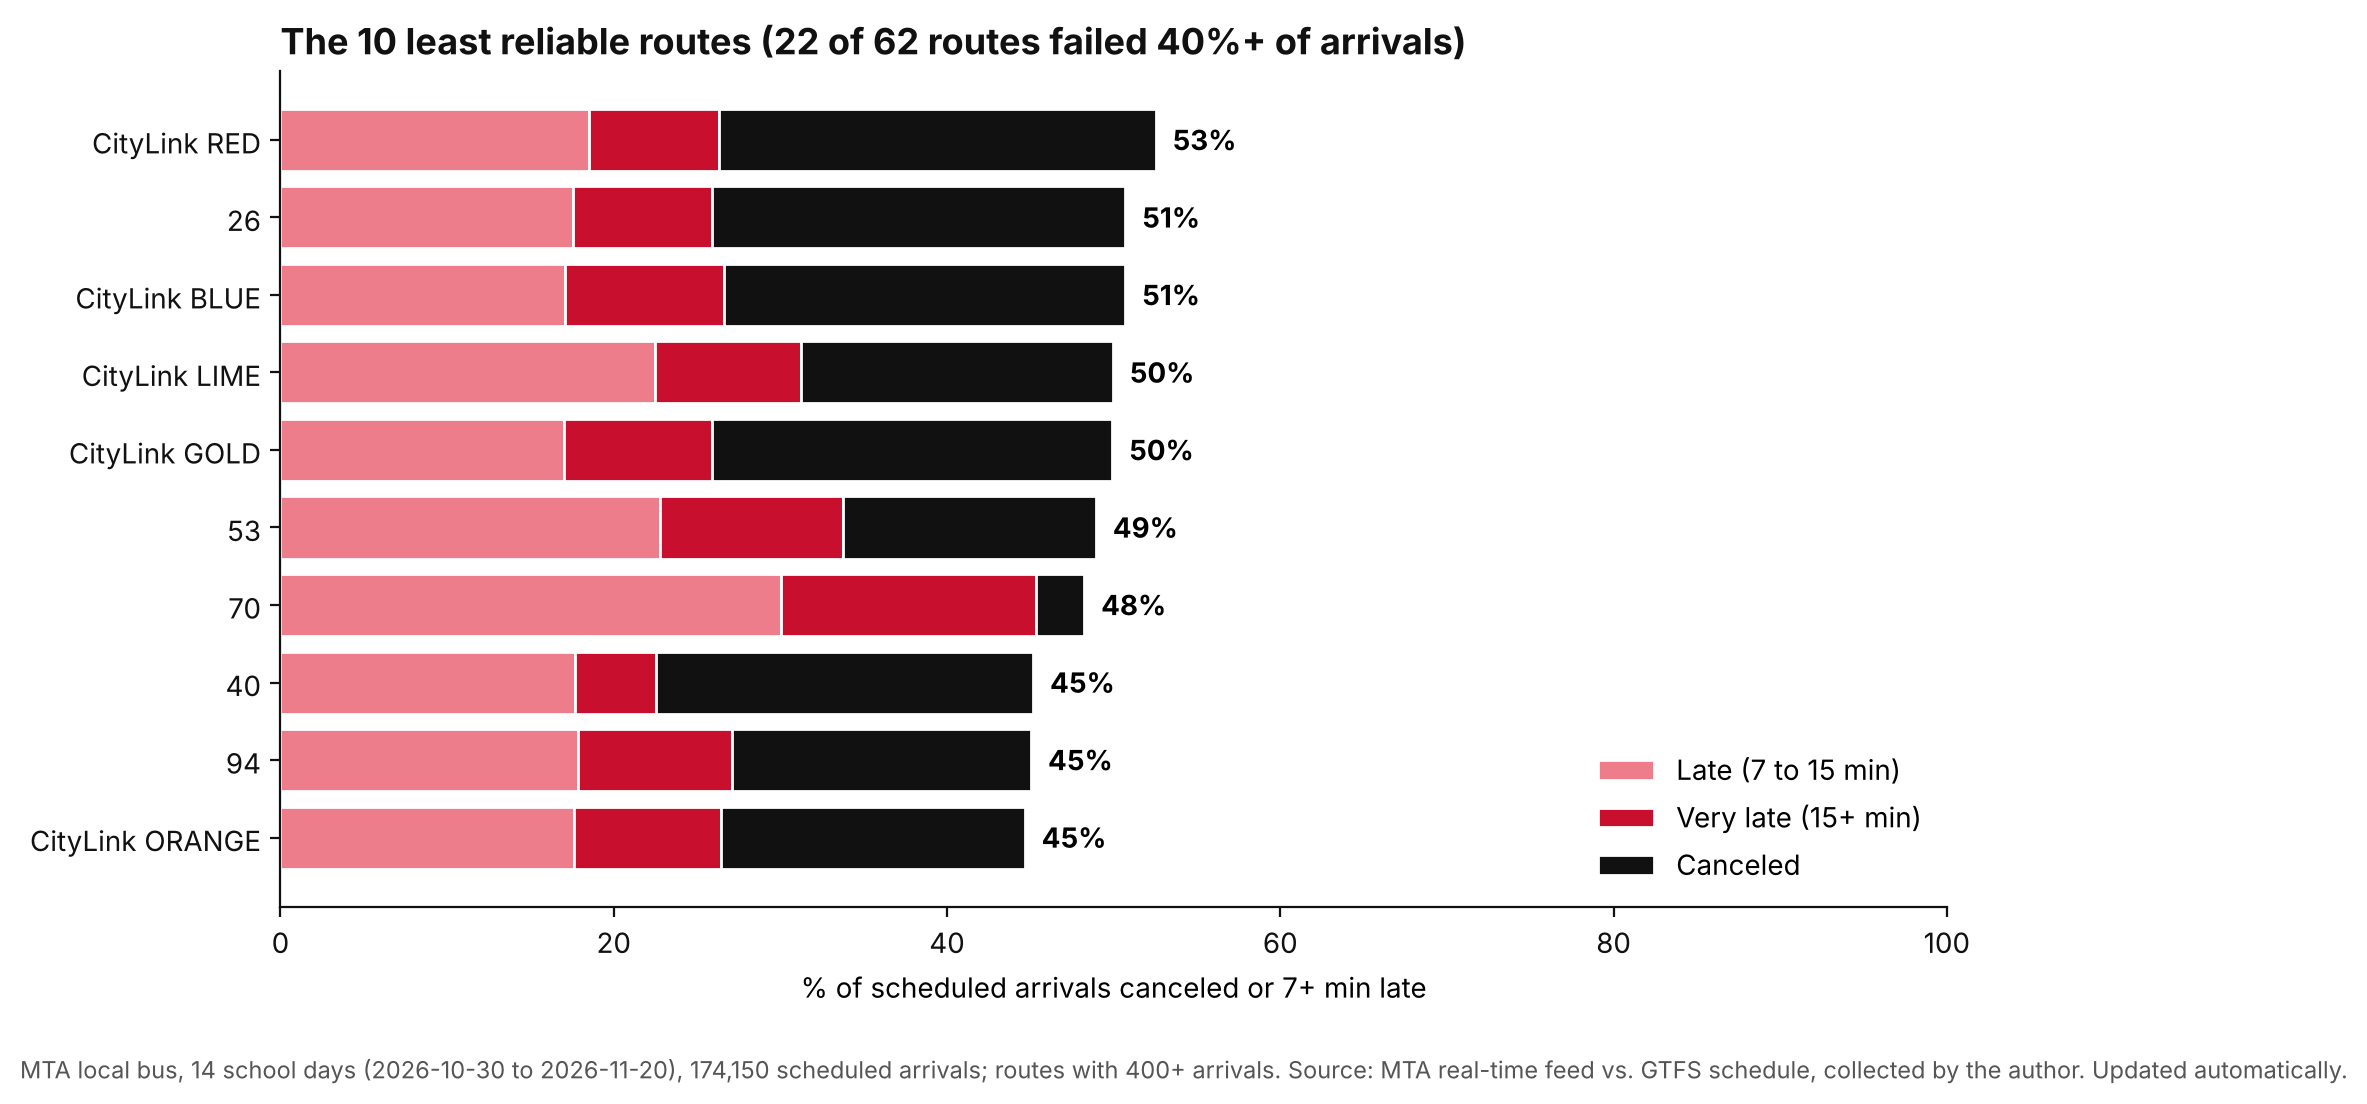 The 10 least reliable routes (22 of 62 routes failed 40%+ of arrivals)
CityLink RED 53%
26 51%
CityLink BLUE 51%
CityLink LIME 50%
CityLink GOLD 50%
53 49%
70 48%
40 45%
94 45%
CityLink ORANGE 45%
Late (7 to 15 min)
Very late (15+ min)
Canceled
0 20 40 60 80 100
% of scheduled arrivals canceled or 7+ min late
MTA local bus, 14 school days (2026-10-30 to 2026-11-20), 174,150 scheduled arrivals; routes with 400+ arrivals. Source: MTA real-time feed vs. GTFS schedule, collected by the author. Updated automatically.